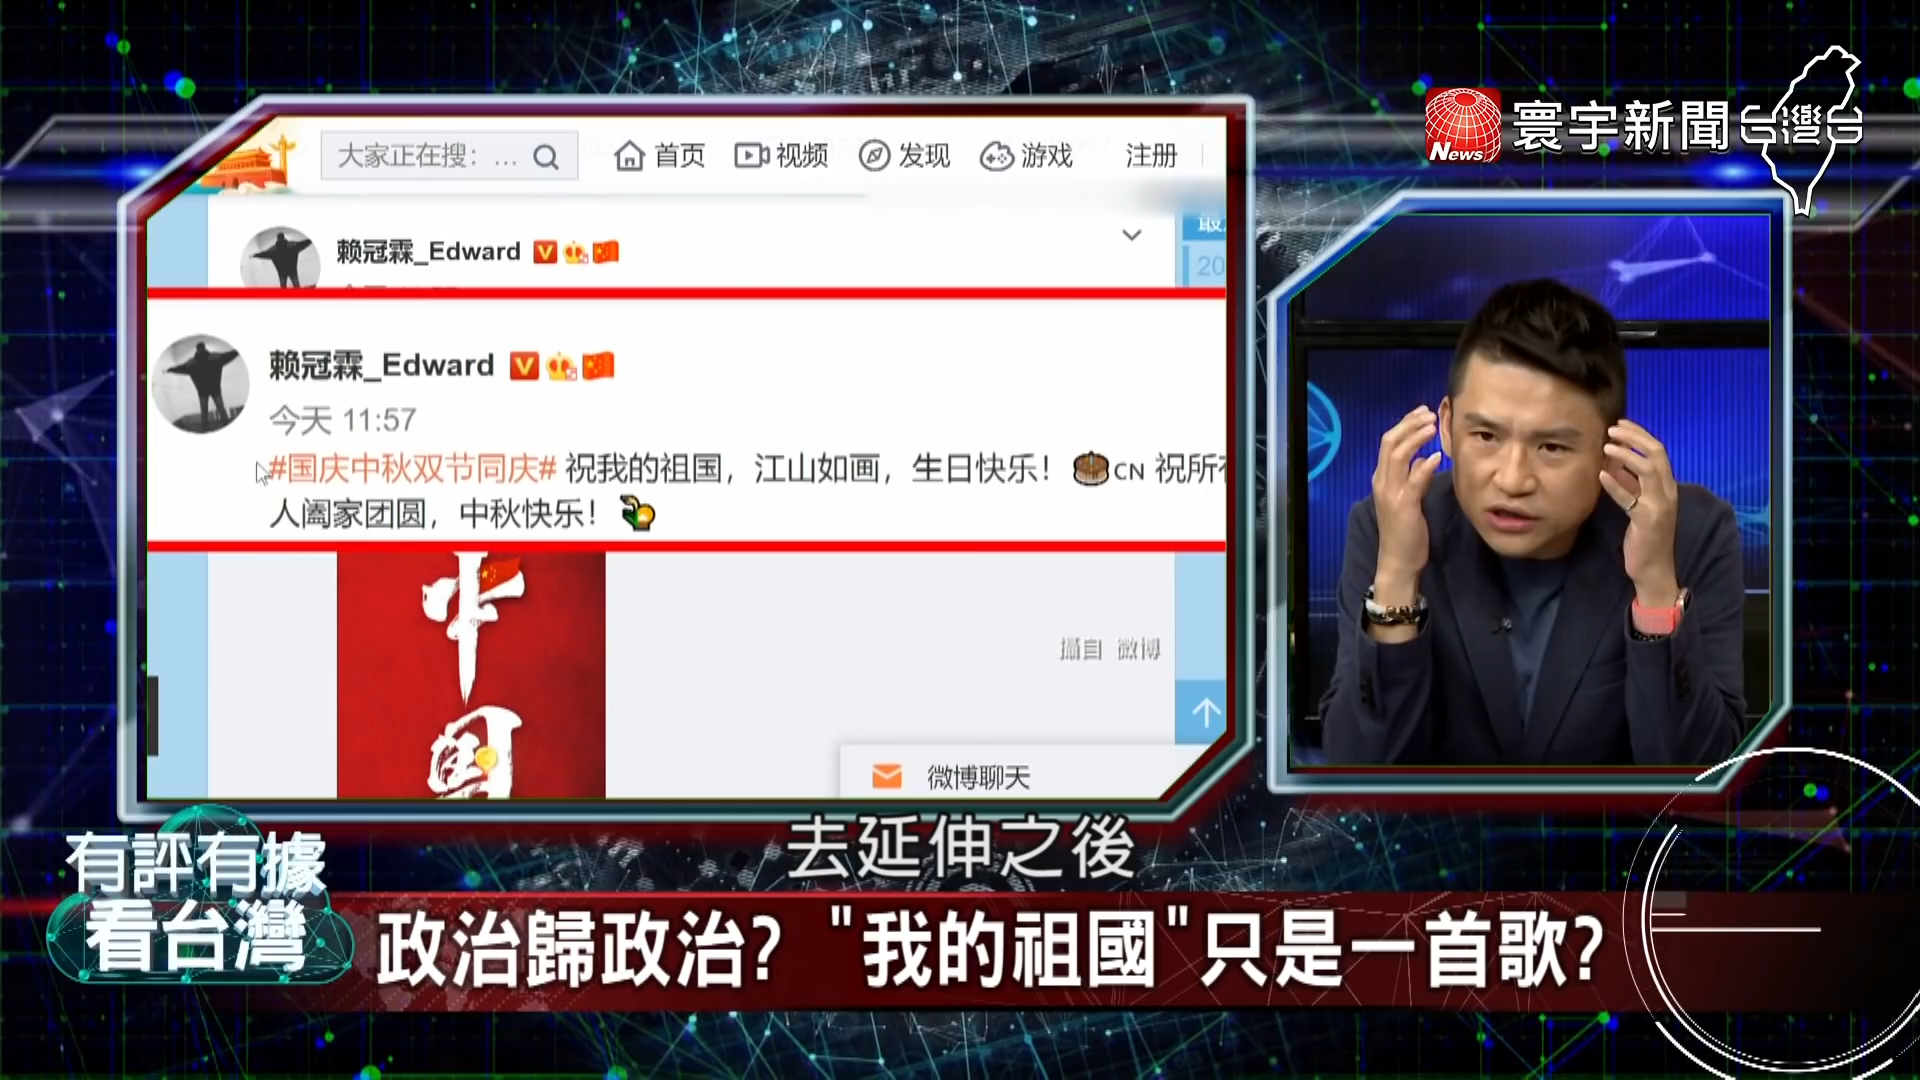 News 寰宇新聞 台灣台
大家正在搜: ... 首页 视频 发现 游戏 注册
赖冠霖_Edward V
20
赖冠霖_Edward V
今天 11:57
#国庆中秋双节同庆# 祝我的祖国，江山如画，生日快乐！ CN 祝所
人阖家团圆，中秋快乐！
中
國
攝自 微博
微博聊天
去延伸之後
有評有據
看台灣
政治歸政治? "我的祖國"只是一首歌?